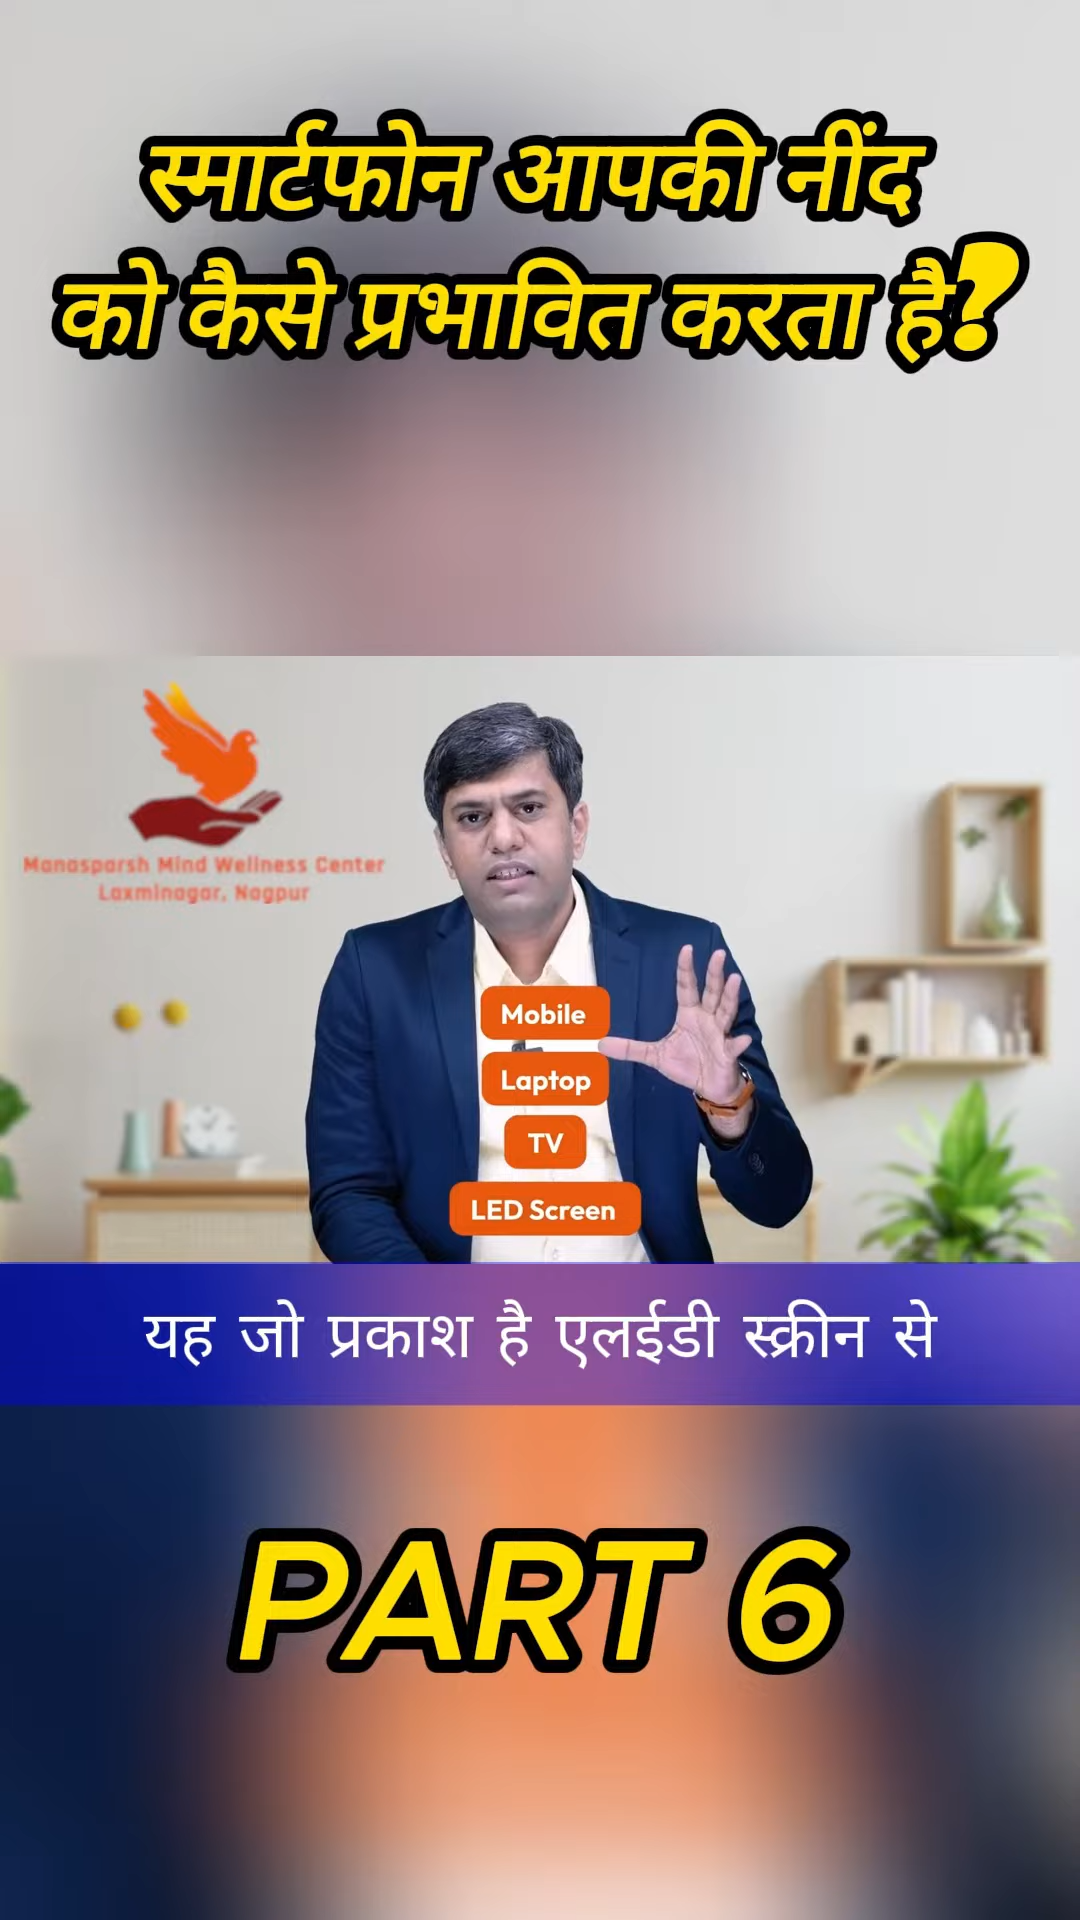 स्मार्टफोन आपकी नींद
को कैसे प्रभावित करता है?
Manasparsh Mind Wellness Center
Laxminagar, Nagpur
Mobile
Laptop
TV
LED Screen
यह जो प्रकाश है एलईडी स्क्रीन से
PART 6